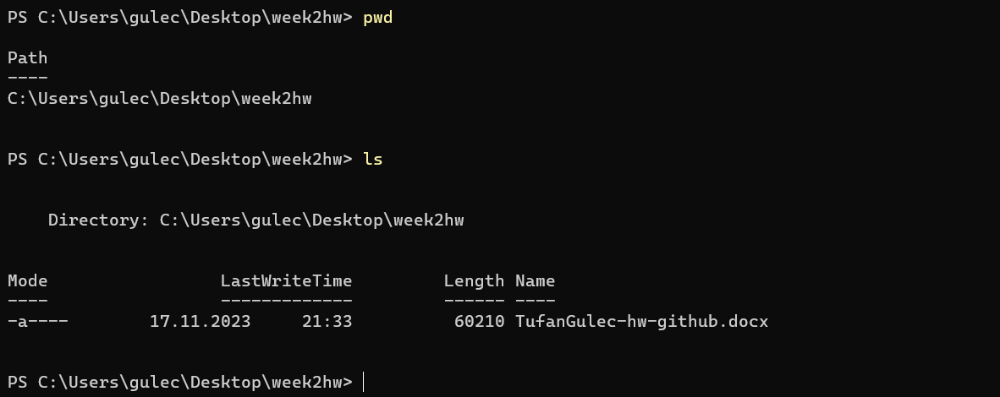 PS C:\Users\gulec\Desktop\week2hw> pwd
Path
----
C:\Users\gulec\Desktop\week2hw
PS C:\Users\gulec\Desktop\week2hw> ls
    Directory: C:\Users\gulec\Desktop\week2hw
Mode                 LastWriteTime         Length Name
----                 -------------         ------ ----
-a----        17.11.2023     21:33          60210 TufanGulec-hw-github.docx
PS C:\Users\gulec\Desktop\week2hw>